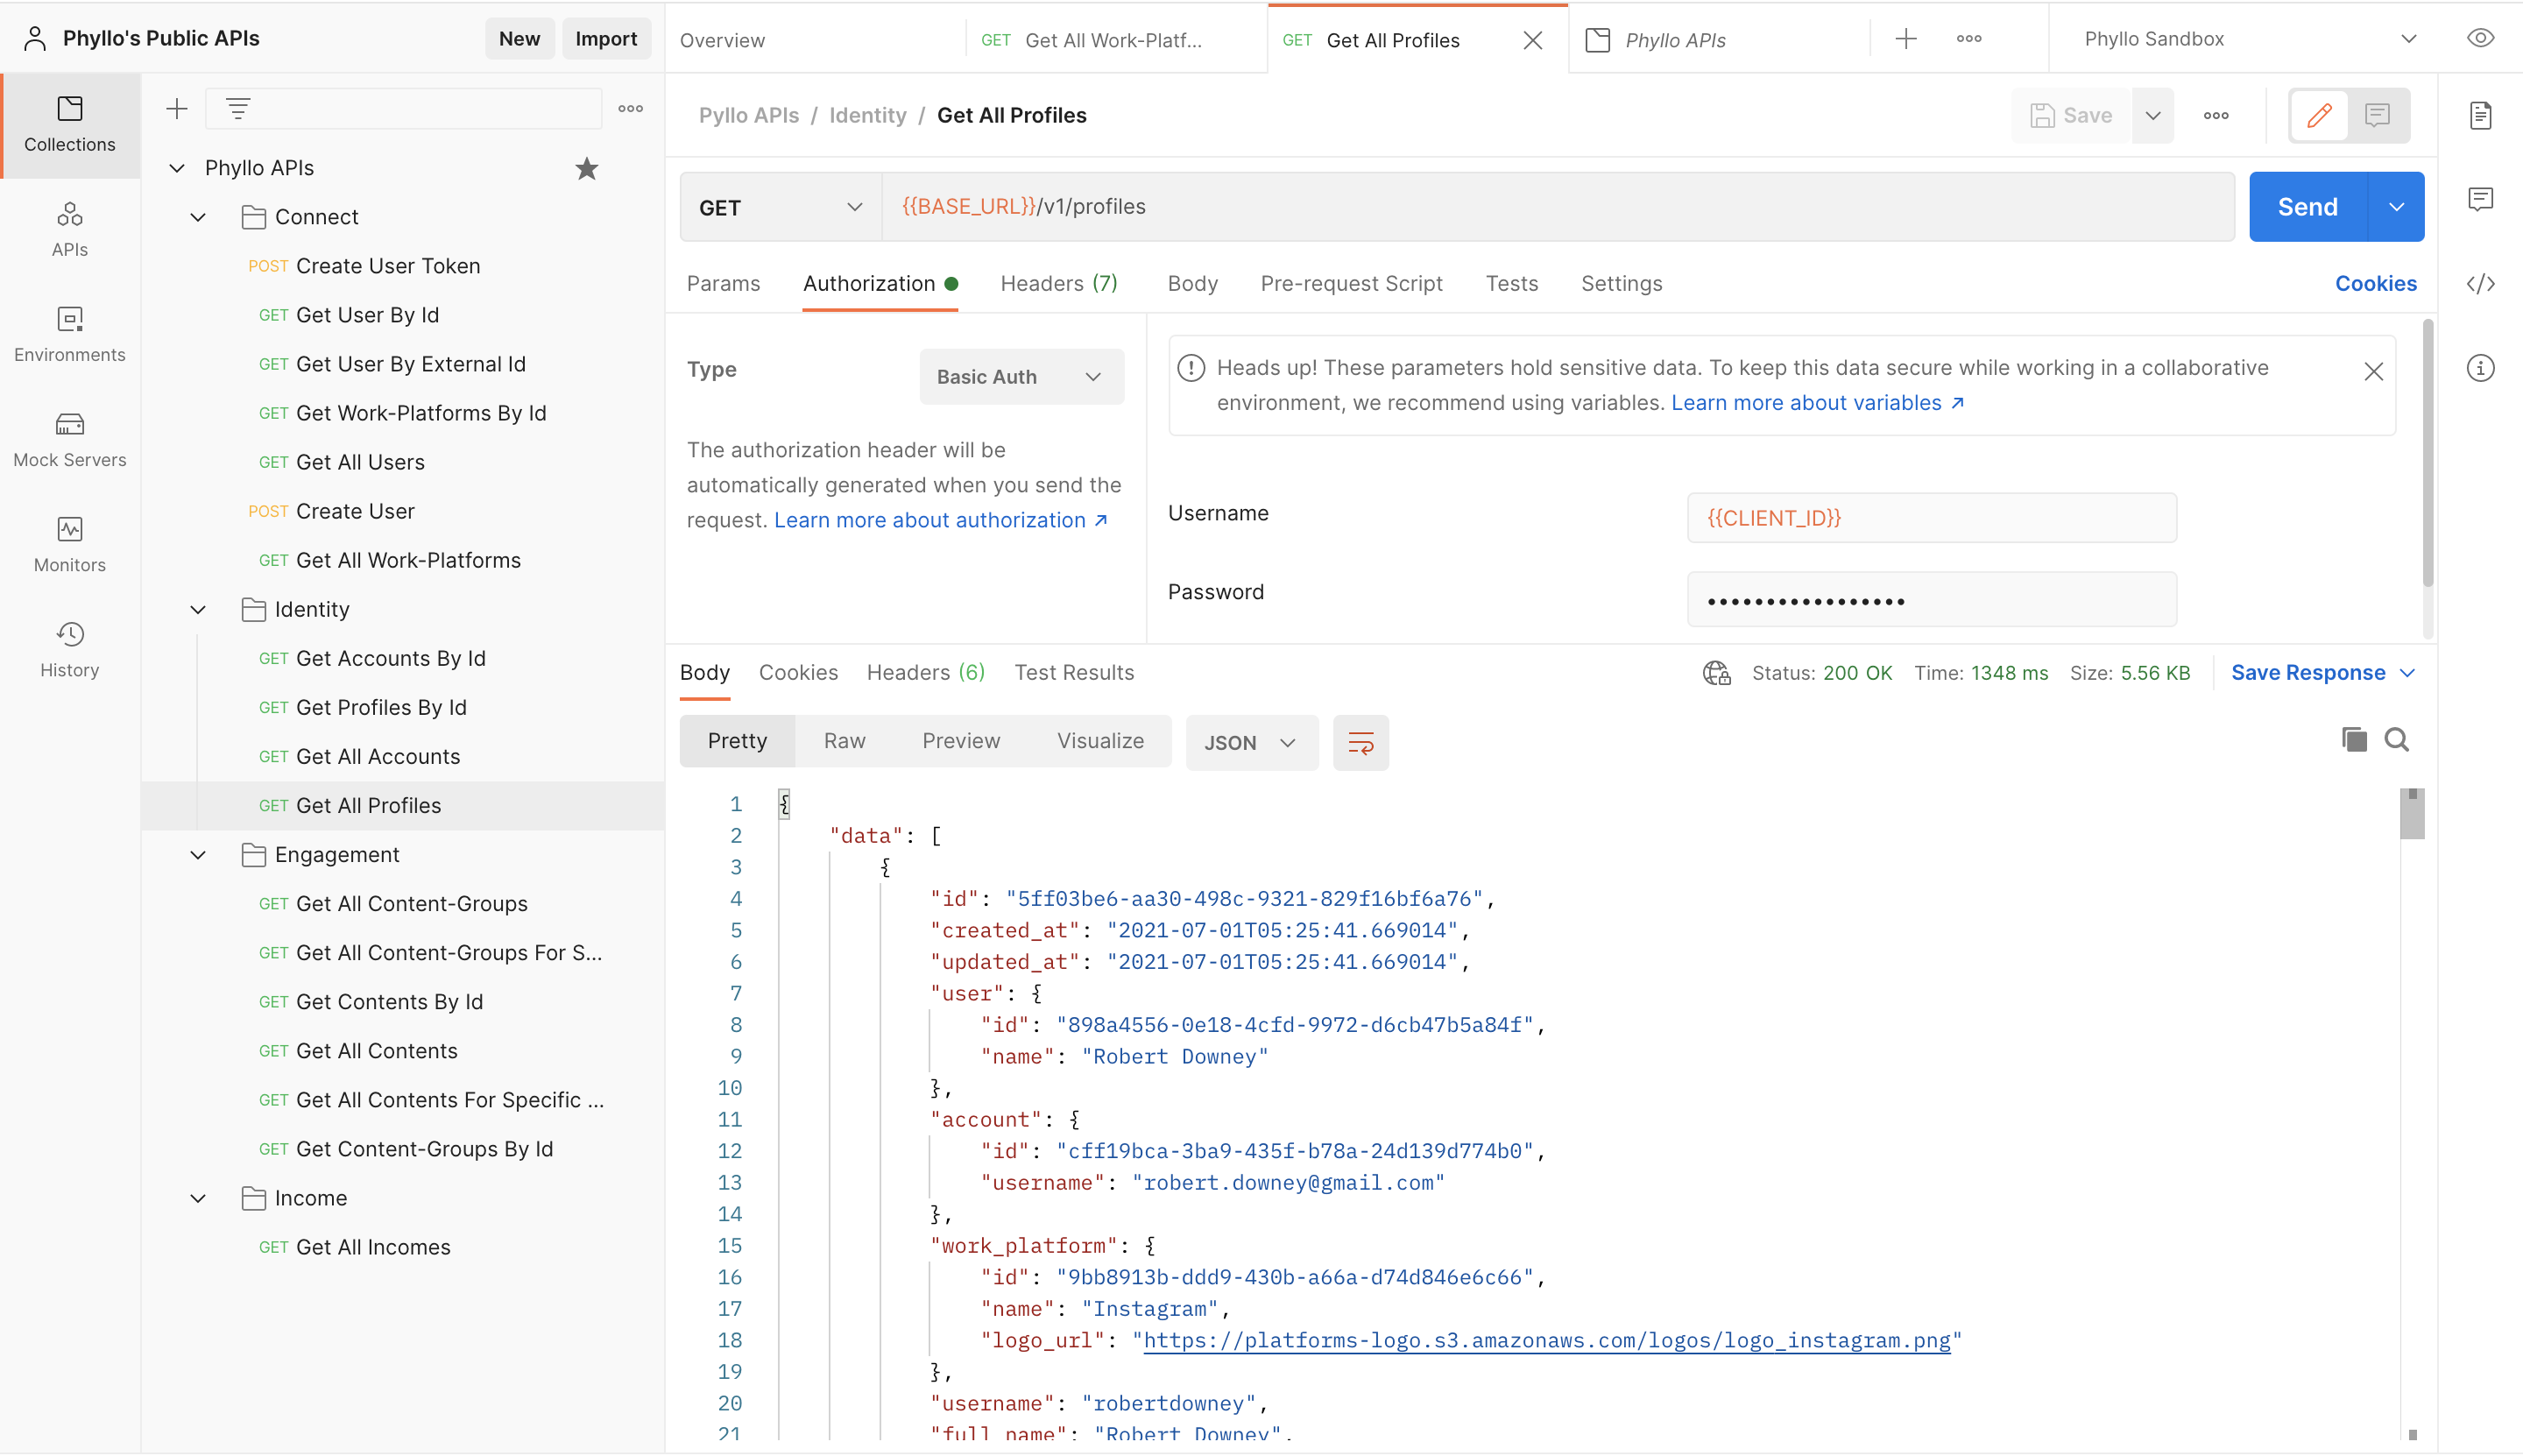 Phyllo's Public APIs
New
Import
Overview
GET Get All Work-Platf...
GET Get All Profiles
Phyllo APIs
Phyllo Sandbox
Collections
APIs
Environments
Mock Servers
Monitors
History
Phyllo APIs
Connect
POST Create User Token
GET Get User By Id
GET Get User By External Id
GET Get Work-Platforms By Id
GET Get All Users
POST Create User
GET Get All Work-Platforms
Identity
GET Get Accounts By Id
GET Get Profiles By Id
GET Get All Accounts
GET Get All Profiles
Engagement
GET Get All Content-Groups
GET Get All Content-Groups For S...
GET Get Contents By Id
GET Get All Contents
GET Get All Contents For Specific ...
GET Get Content-Groups By Id
Income
GET Get All Incomes
Pyllo APIs / Identity / Get All Profiles
Save
GET
{{BASE_URL}}/v1/profiles
Send
Params
Authorization
Headers (7)
Body
Pre-request Script
Tests
Settings
Cookies
Type
Basic Auth
The authorization header will be
automatically generated when you send the
request. Learn more about authorization ↗
Heads up! These parameters hold sensitive data. To keep this data secure while working in a collaborative
environment, we recommend using variables. Learn more about variables ↗
Username
{{CLIENT_ID}}
Password
•••••••••••••••••
Body
Cookies
Headers (6)
Test Results
Status: 200 OK
Time: 1348 ms
Size: 5.56 KB
Save Response
Pretty
Raw
Preview
Visualize
JSON
1 {
2 "data": [
3 {
4 "id": "5ff03be6-aa30-498c-9321-829f16bf6a76",
5 "created_at": "2021-07-01T05:25:41.669014",
6 "updated_at": "2021-07-01T05:25:41.669014",
7 "user": {
8 "id": "898a4556-0e18-4cfd-9972-d6cb47b5a84f",
9 "name": "Robert Downey"
10 },
11 "account": {
12 "id": "cff19bca-3ba9-435f-b78a-24d139d774b0",
13 "username": "robert.downey@gmail.com"
14 },
15 "work_platform": {
16 "id": "9bb8913b-ddd9-430b-a66a-d74d846e6c66",
17 "name": "Instagram",
18 "logo_url": "https://platforms-logo.s3.amazonaws.com/logos/logo_instagram.png"
19 },
20 "username": "robertdowney",
21 "full_name": "Robert Downey",